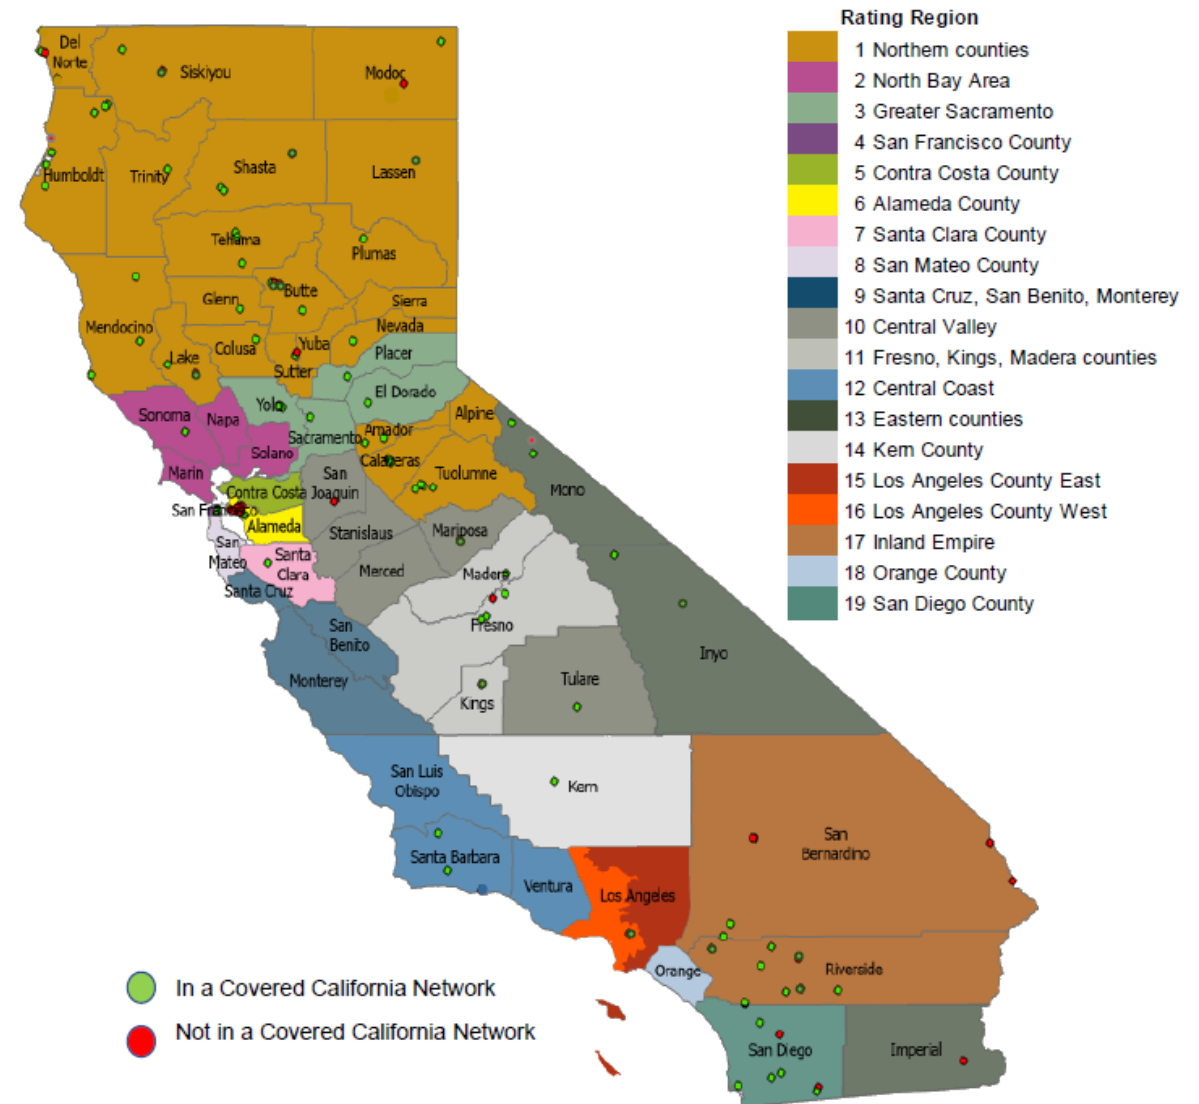 Rating Region
1 Northern counties
2 North Bay Area
3 Greater Sacramento
4 San Francisco County
5 Contra Costa County
6 Alameda County
7 Santa Clara County
8 San Mateo County
9 Santa Cruz, San Benito, Monterey
10 Central Valley
11 Fresno, Kings, Madera counties
12 Central Coast
13 Eastern counties
14 Kern County
15 Los Angeles County East
16 Los Angeles County West
17 Inland Empire
18 Orange County
19 San Diego County
Del
Norte
Siskiyou
Modoc
Humboldt
Trinity
Shasta
Lassen
Tehama
Plumas
Glenn
Butte
Sierra
Mendocino
Nevada
Colusa
Yuba
Placer
Lake
Sutter
El Dorado
Yolo
Sonoma
Napa
Alpine
Sacramento
Amador
Solano
Calaveras
Marin
San
Joaquin
Tuolumne
Mono
Contra Costa
San Francisco
Alameda
Stanislaus
Mariposa
San
Mateo
Santa
Clara
Merced
Madera
Santa Cruz
Fresno
San
Benito
Inyo
Monterey
Tulare
Kings
San Luis
Obispo
Kern
San
Bernardino
Santa Barbara
Ventura
Los Angeles
Orange
Riverside
San Diego
Imperial
In a Covered California Network
Not in a Covered California Network